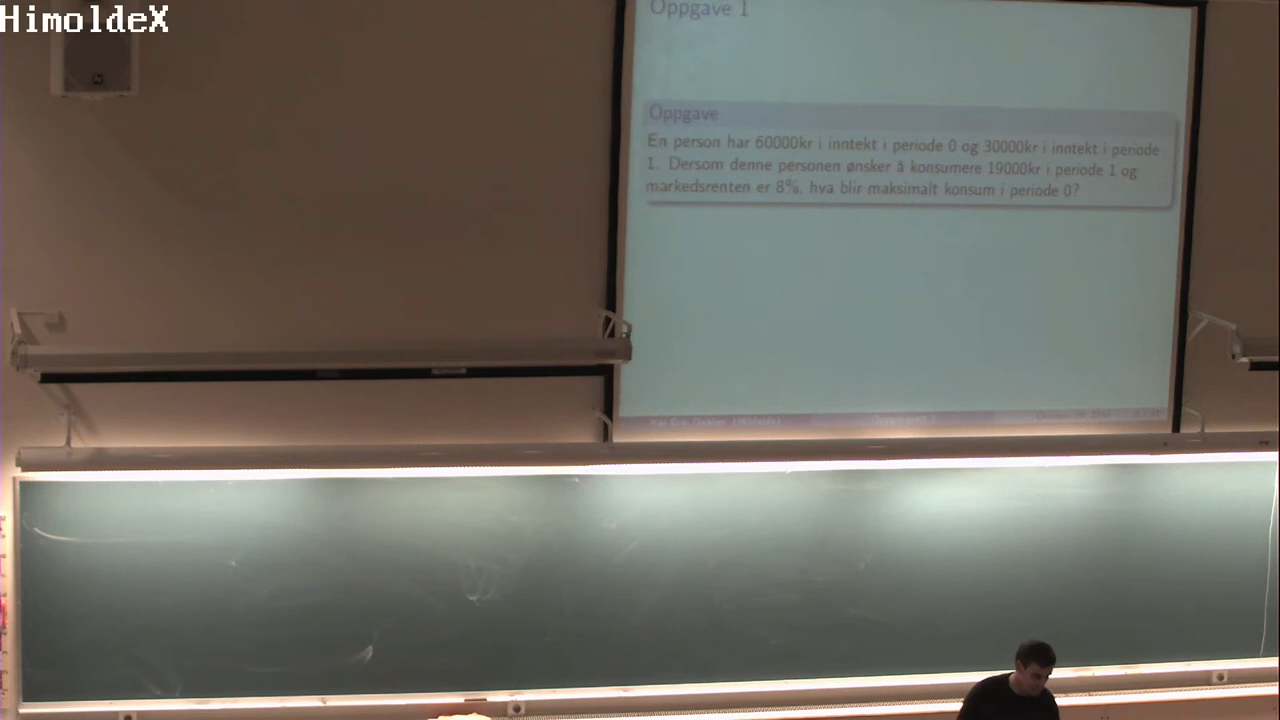 HimoldeX
Oppgave 1
Oppgave
En person har 60000kr i inntekt i periode 0 og 30000kr i inntekt i periode
1. Dersom denne personen ønsker å konsumere 19000kr i periode 1 og
markedsrenten er 8%, hva blir maksimalt konsum i periode 0?